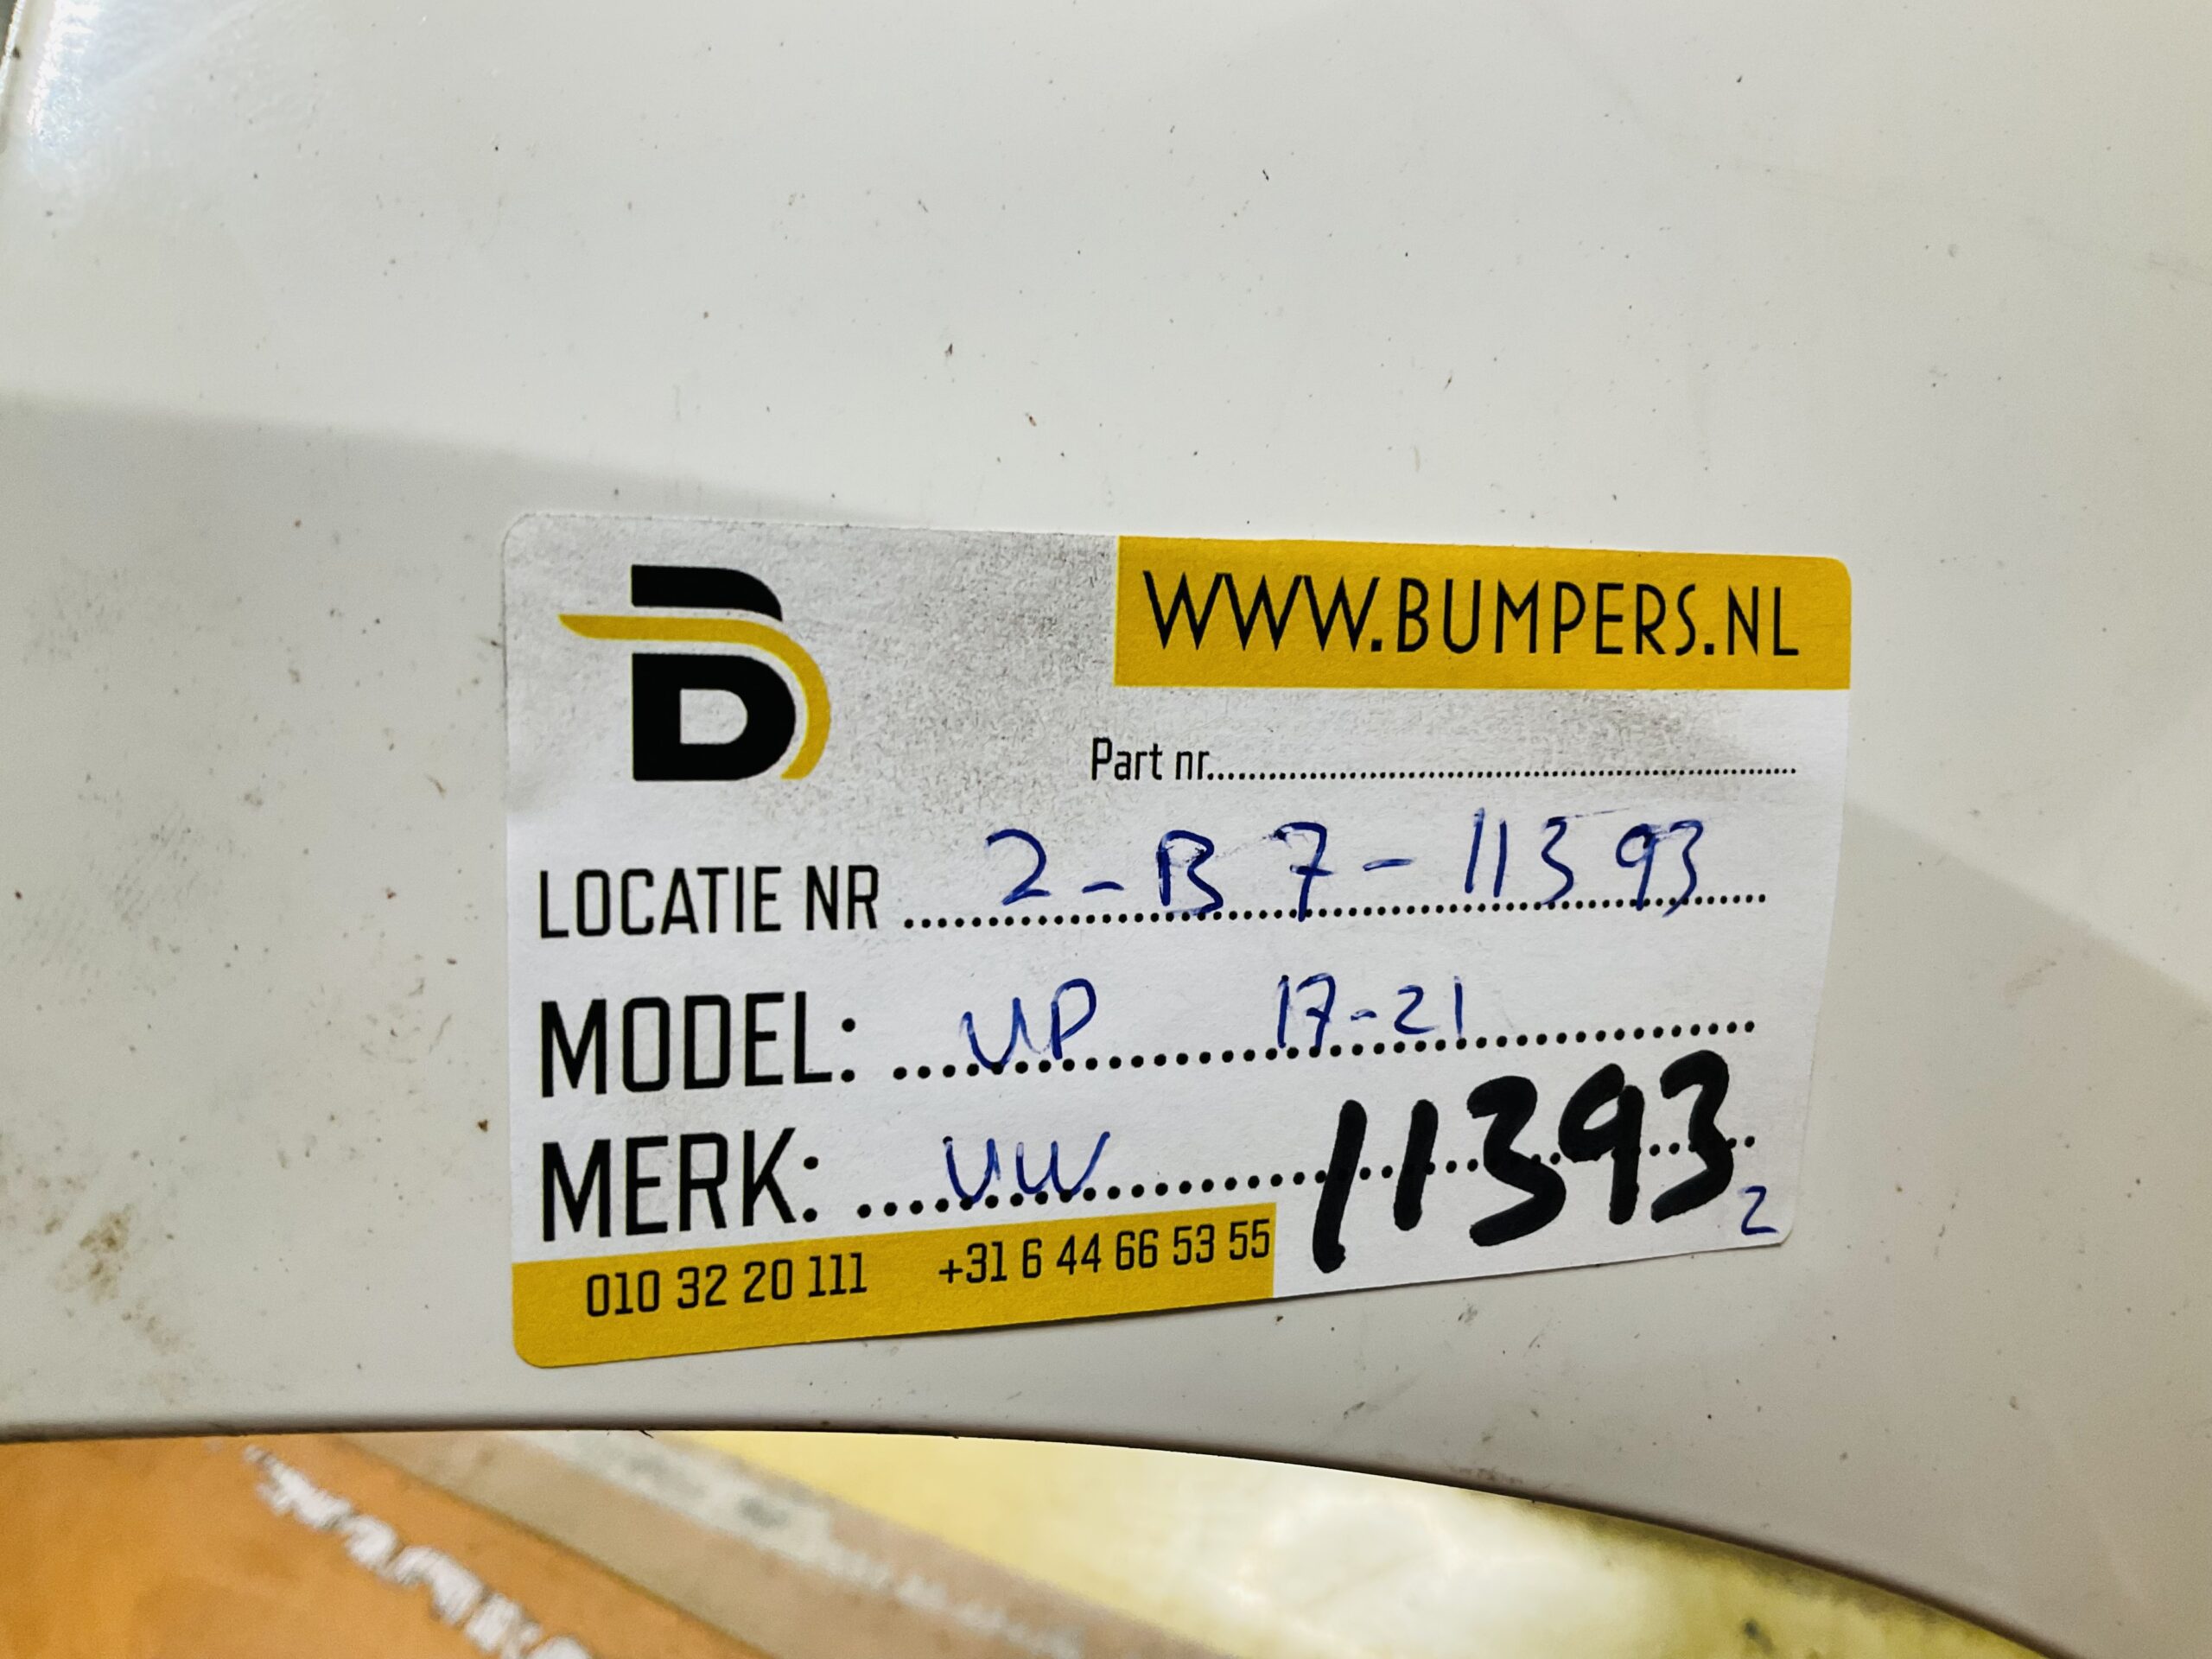 B
WWW.BUMPERS.NL
Part nr..............................
LOCATIE NR 2-B7-11393
MODEL: UP 17-21
MERK: VW 11393
2
010 32 20 111 +31 6 44 66 53 55